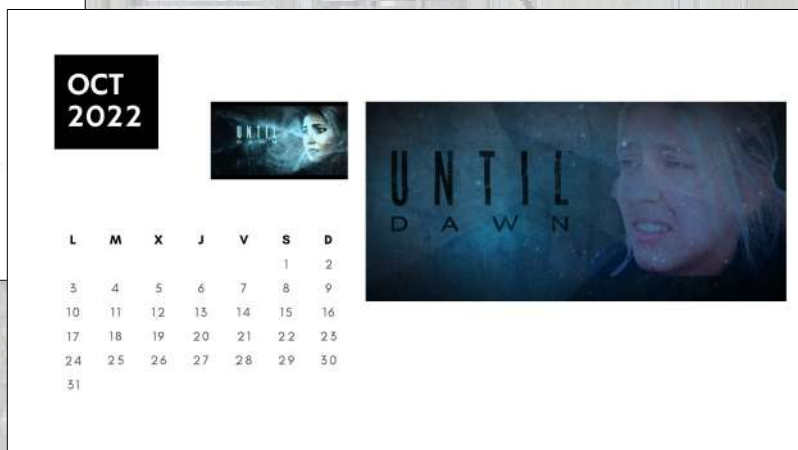 OCT
2022
UNTIL
DAWN
UNTIL
DAWN
L M X J V S D
1 2
3 4 5 6 7 8 9
10 11 12 13 14 15 16
17 18 19 20 21 22 23
24 25 26 27 28 29 30
31